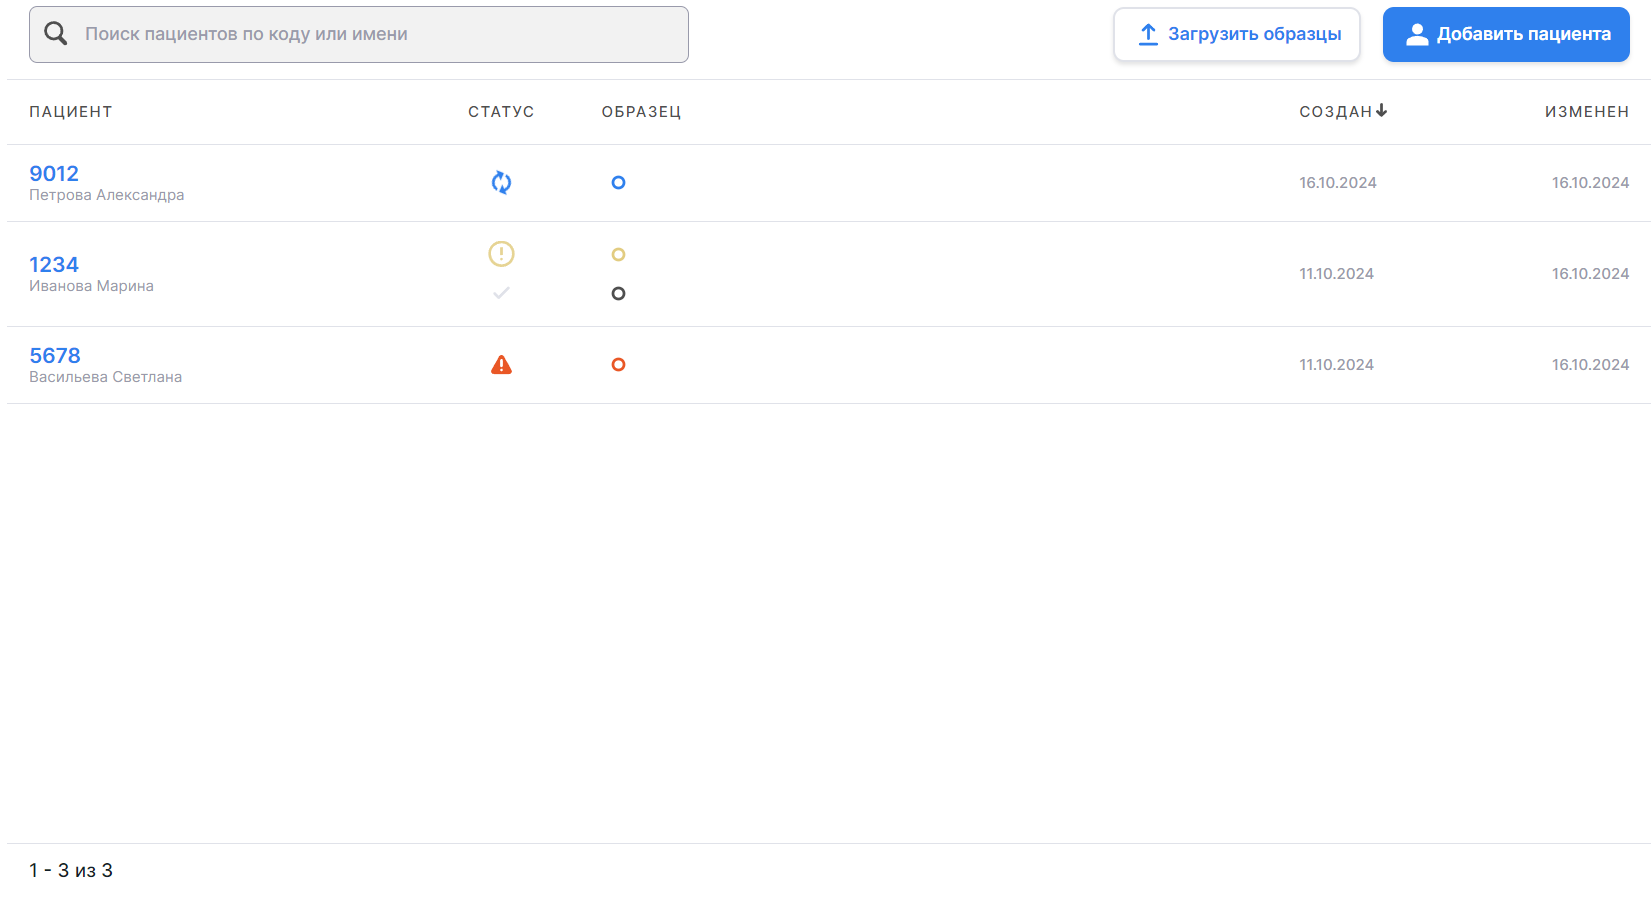 Поиск пациентов по коду или имени
Загрузить образцы
Добавить пациента
ПАЦИЕНТ СТАТУС ОБРАЗЕЦ СОЗДАН ИЗМЕНЕН
9012
Петрова Александра
16.10.2024 16.10.2024
1234
Иванова Марина
11.10.2024 16.10.2024
5678
Васильева Светлана
11.10.2024 16.10.2024
1 - 3 из 3